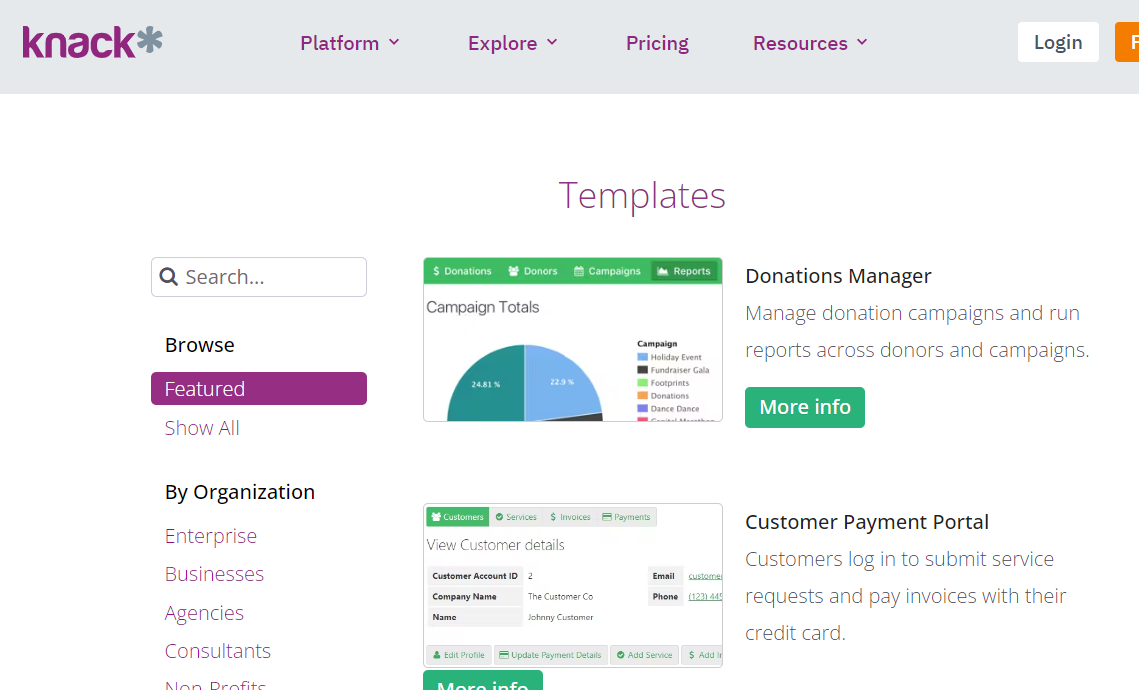 knack*
Platform
Explore
Pricing
Resources
Login
Templates
Search...
Browse
Featured
Show All
By Organization
Enterprise
Businesses
Agencies
Consultants
Non-Profits
$ Donations
Donors
Campaigns
Reports
Campaign Totals
24.81 %
22.9 %
Campaign
Holiday Event
Fundraiser Gala
Footprints
Donations
Dance Dance
Capital Marathon
Donations Manager
Manage donation campaigns and run
reports across donors and campaigns.
More info
Customers
Services
$ Invoices
Payments
View Customer details
Customer Account ID 2
Company Name The Customer Co
Name Johnny Customer
Email custome
Phone (123) 445
Edit Profile
Update Payment Details
Add Service
$ Add I
Customer Payment Portal
Customers log in to submit service
requests and pay invoices with their
credit card.
More info